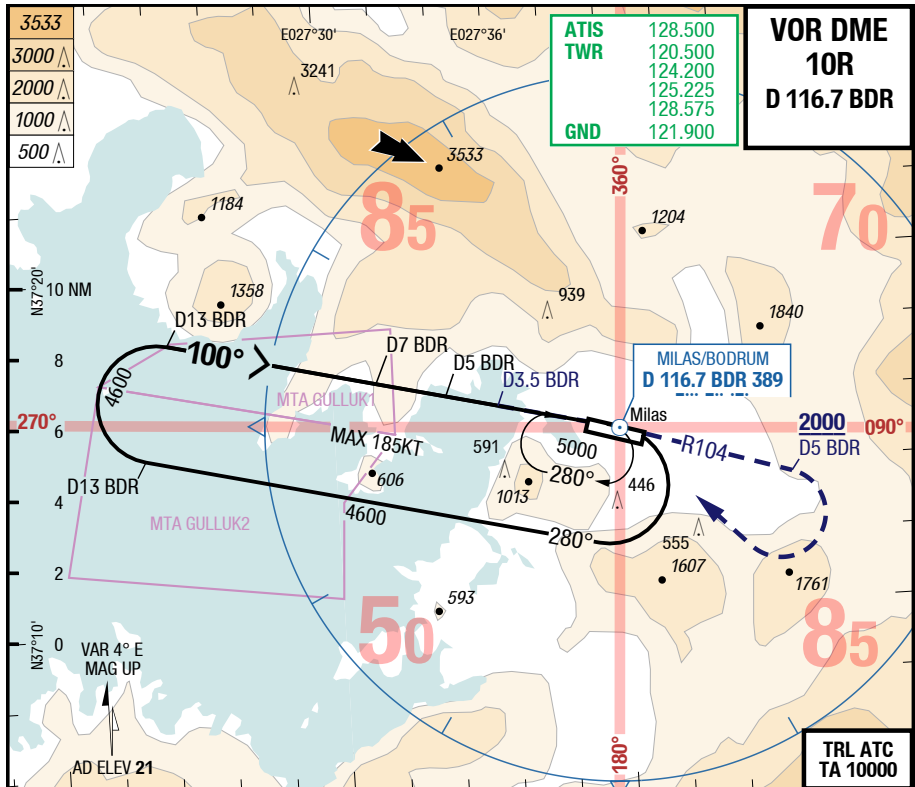 3533
3000
2000
1000
500
E027°30'
E027°36'
3241
ATIS 128.500
TWR 120.500
124.200
125.225
128.575
GND 121.900
VOR DME
10R
D 116.7 BDR
3533
360°
85
70
1184
1204
N37°20'
10 NM
1358
939
1840
D13 BDR
100°
D7 BDR
8
D5 BDR
D3.5 BDR
MILAS/BODRUM
D 116.7 BDR 389
4600
MTA GULLUK1
Milas
270°
6
MAX 185KT
2000
090°
591
5000
R104
D5 BDR
D13 BDR
606
1013
280°
446
4
4600
MTA GULLUK2
280°
555
1607
1761
2
593
50
85
N37°10'
0
VAR 4° E
MAG UP
180°
AD ELEV 21
TRL ATC
TA 10000